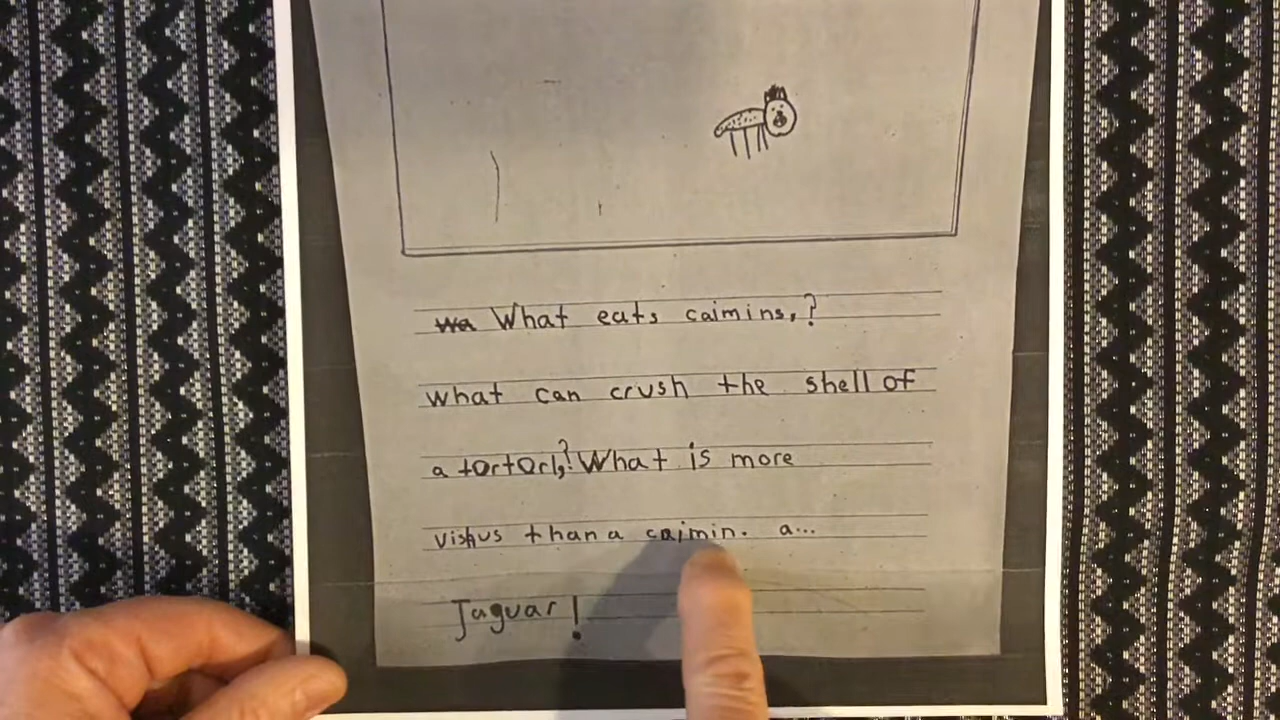 Wa What eats caimins,?
what can crush the shell of
a tortorl,? What is more
vishus than a caimin. a...
Jaguar!